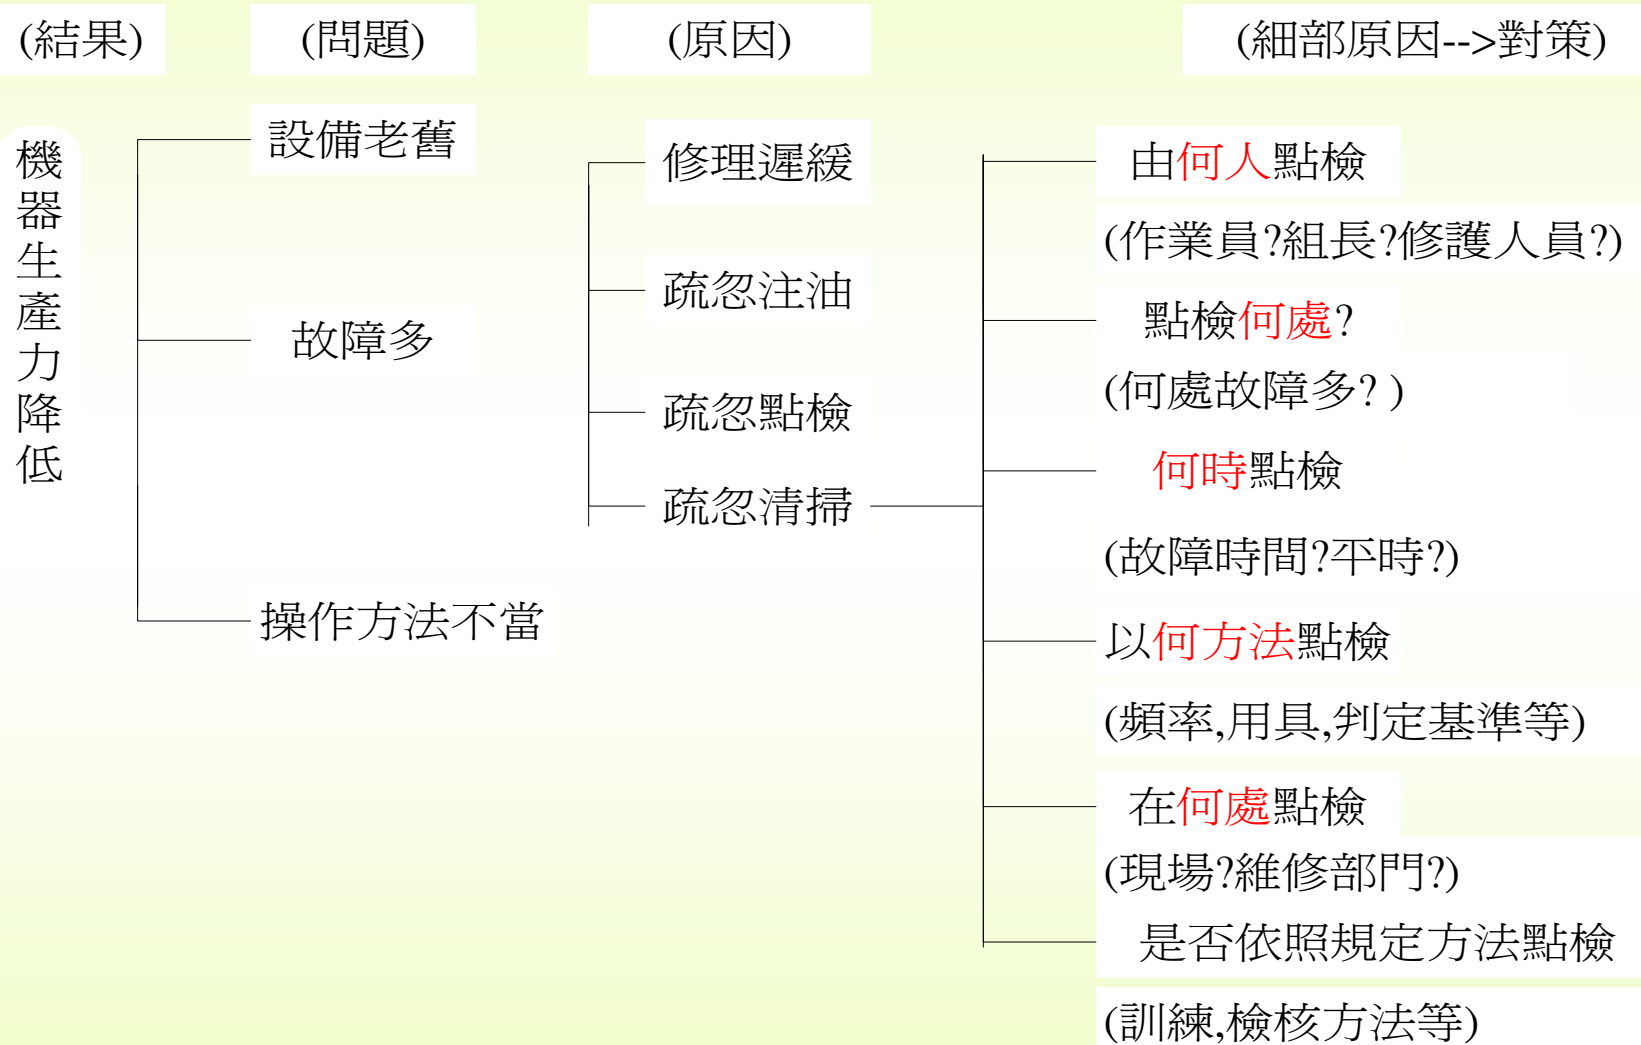 (結果) (問題) (原因) (細部原因-->對策)
機器生產力降低
設備老舊
故障多
操作方法不當
修理遲緩
疏忽注油
疏忽點檢
疏忽清掃
由何人點檢
(作業員?組長?修護人員?)
點檢何處?
(何處故障多? )
何時點檢
(故障時間?平時?)
以何方法點檢
(頻率,用具,判定基準等)
在何處點檢
(現場?維修部門?)
是否依照規定方法點檢
(訓練,檢核方法等)